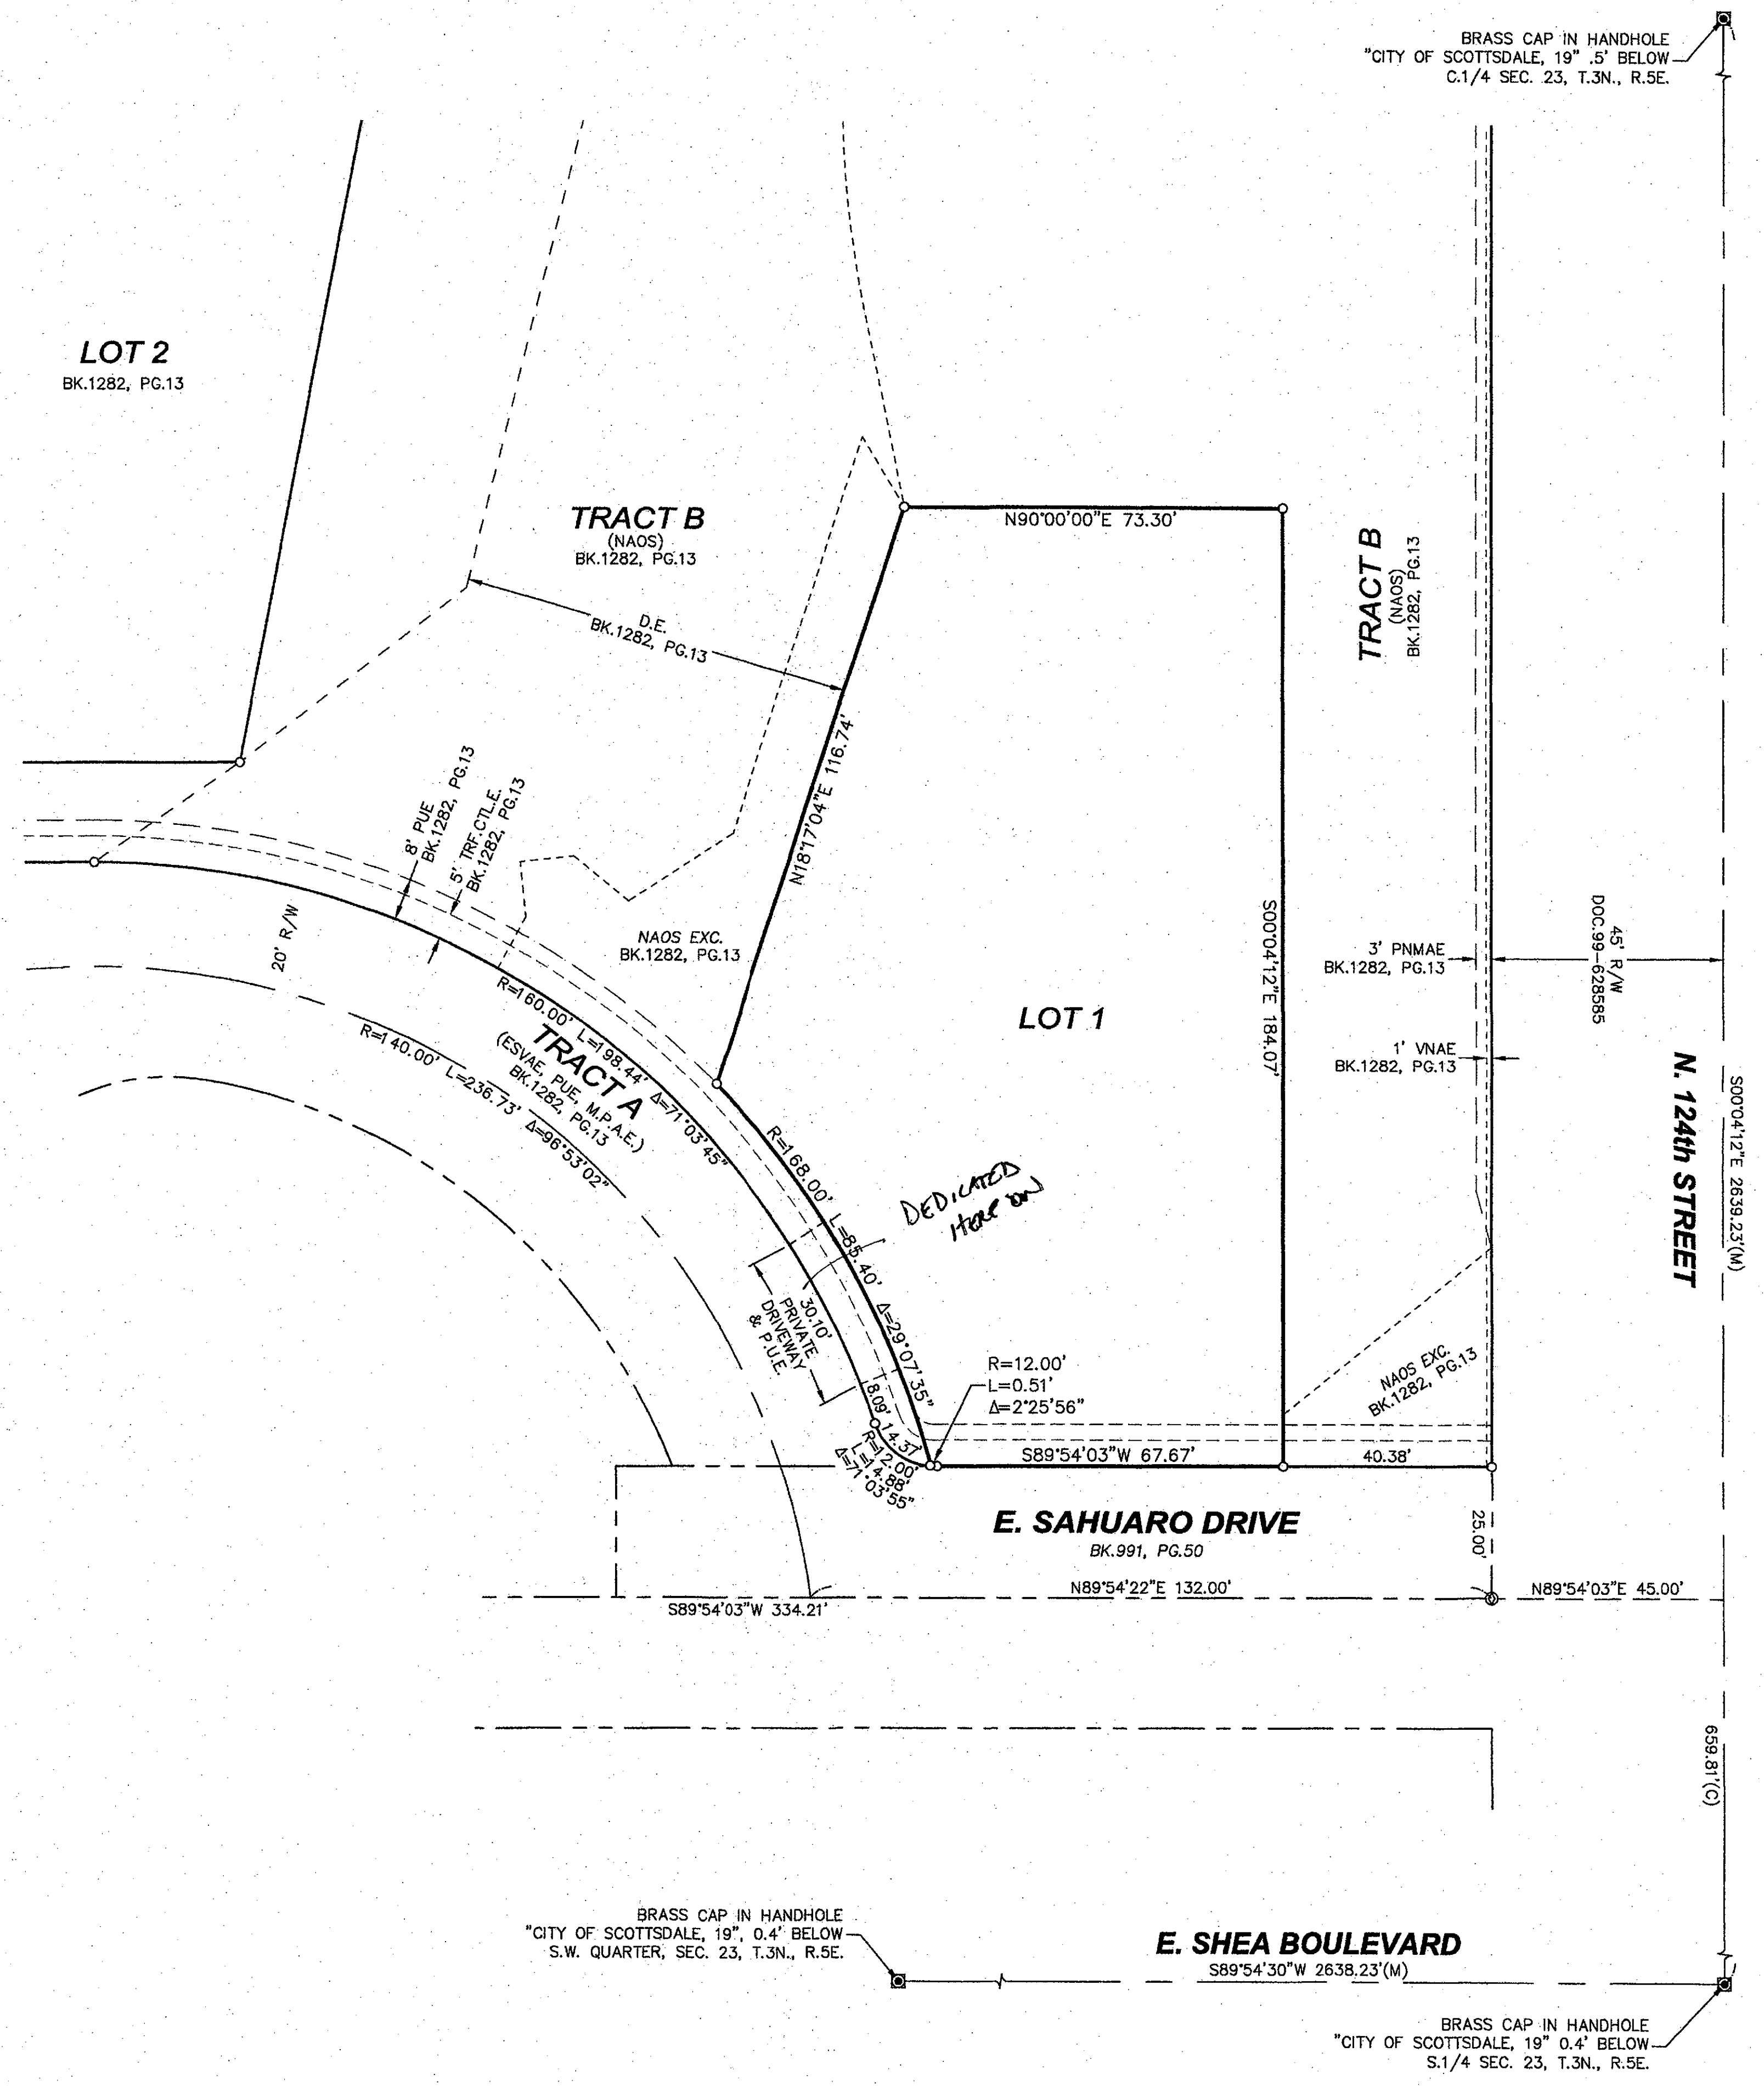 BRASS CAP IN HANDHOLE
"CITY OF SCOTTSDALE, 19" .5' BELOW
C.1/4 SEC. 23, T.3N., R.5E.
LOT 2
BK.1282, PG.13
TRACT B
(NAOS)
BK.1282, PG.13
N90°00'00"E 73.30'
TRACT B
(NAOS)
BK.1282, PG.13
D.E.
BK.1282, PG.13
N18°17'04"E 116.74'
8' PUE
BK.1282, PG.13
5' TRF.CTL.E.
BK.1282, PG.13
20' R/W
NAOS EXC.
BK.1282, PG.13
S00°04'12"E 184.07'
3' PNMAE
BK.1282, PG.13
45' R/W
DOC.99-628585
LOT 1
1' VNAE
BK.1282, PG.13
N. 124th STREET
S00°04'12"E 2639.23'(M)
R=160.00' L=198.44' Δ=71°03'45"
TRACT A
(ESVAE, PUE, M.P.A.E.)
BK.1282, PG.13
R=140.00' L=236.73' Δ=96°53'02"
R=168.00' L=85.40' Δ=29°07'35"
DEDICATED
HERE ON
30.10'
PRIVATE
DRIVEWAY
& P.U.E.
R=12.00'
L=0.51'
Δ=2°25'56"
NAOS EXC.
BK.1282, PG.13
8.09'
14.37'
R=12.00'
L=14.88'
Δ=71°03'55"
S89°54'03"W 67.67'
40.38'
E. SAHUARO DRIVE
BK.991, PG.50
25.00'
N89°54'22"E 132.00'
N89°54'03"E 45.00'
S89°54'03"W 334.21'
659.81'(C)
BRASS CAP IN HANDHOLE
"CITY OF SCOTTSDALE, 19", 0.4' BELOW
S.W. QUARTER, SEC. 23, T.3N., R.5E.
E. SHEA BOULEVARD
S89°54'30"W 2638.23'(M)
BRASS CAP IN HANDHOLE
"CITY OF SCOTTSDALE, 19" 0.4' BELOW
S.1/4 SEC. 23, T.3N., R.5E.